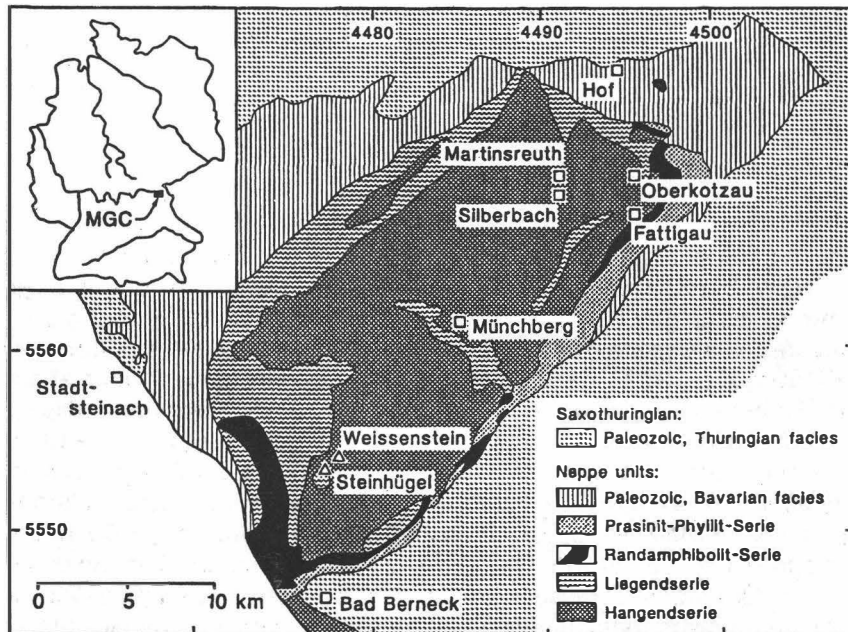 4480
4490
4500
MGC
Hof
Martinsreuth
Silberbach
Oberkotzau
Fattigau
Münchberg
5560
Stadt-
steinach
Weissenstein
Steinhügel
5550
0 5 10 km
Bad Berneck
Saxothuringian:
Paleozoic, Thuringian facies
Nappe units:
Paleozoic, Bavarian facies
Prasinit-Phyllit-Serie
Randamphibolit-Serie
Liegendserie
Hangendserie